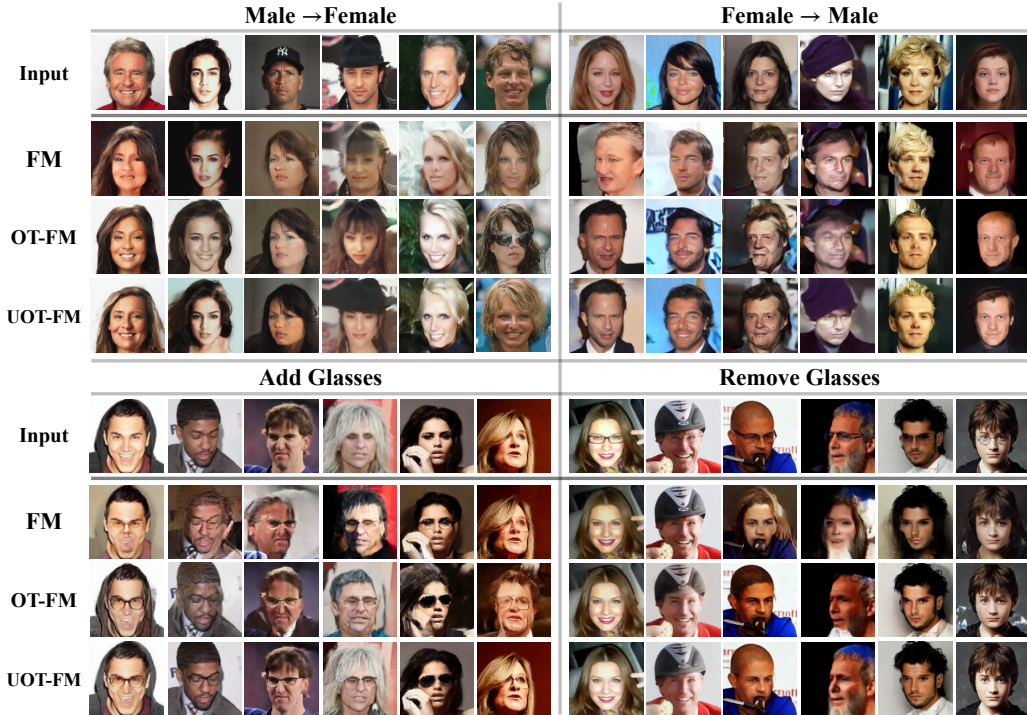 Male → Female
Female → Male
Input
FM
OT-FM
UOT-FM
Add Glasses
Remove Glasses
Input
FM
OT-FM
UOT-FM